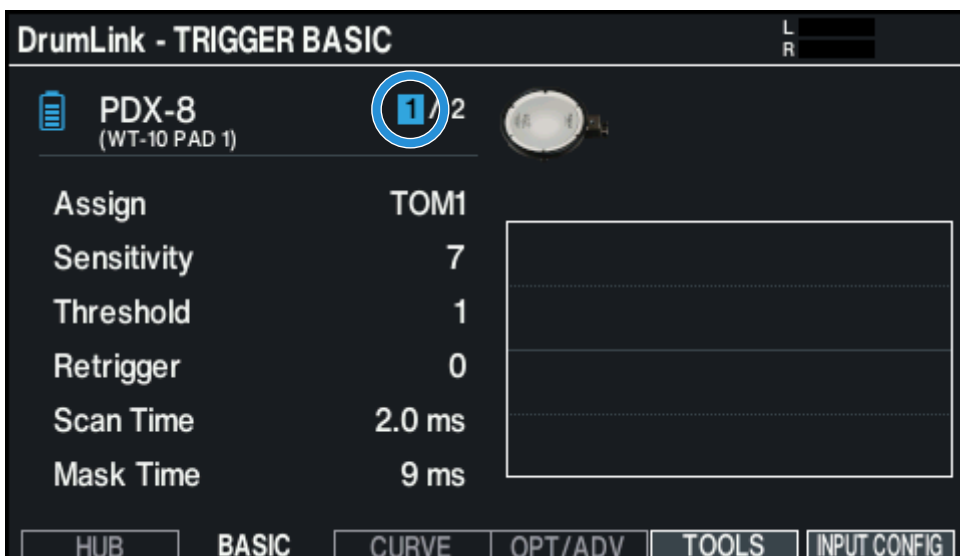 DrumLink - TRIGGER BASIC
L
R
PDX-8
1 / 2
(WT-10 PAD 1)
Assign TOM1
Sensitivity 7
Threshold 1
Retrigger 0
Scan Time 2.0 ms
Mask Time 9 ms
HUB BASIC CURVE OPT/ADV TOOLS INPUT CONFIG